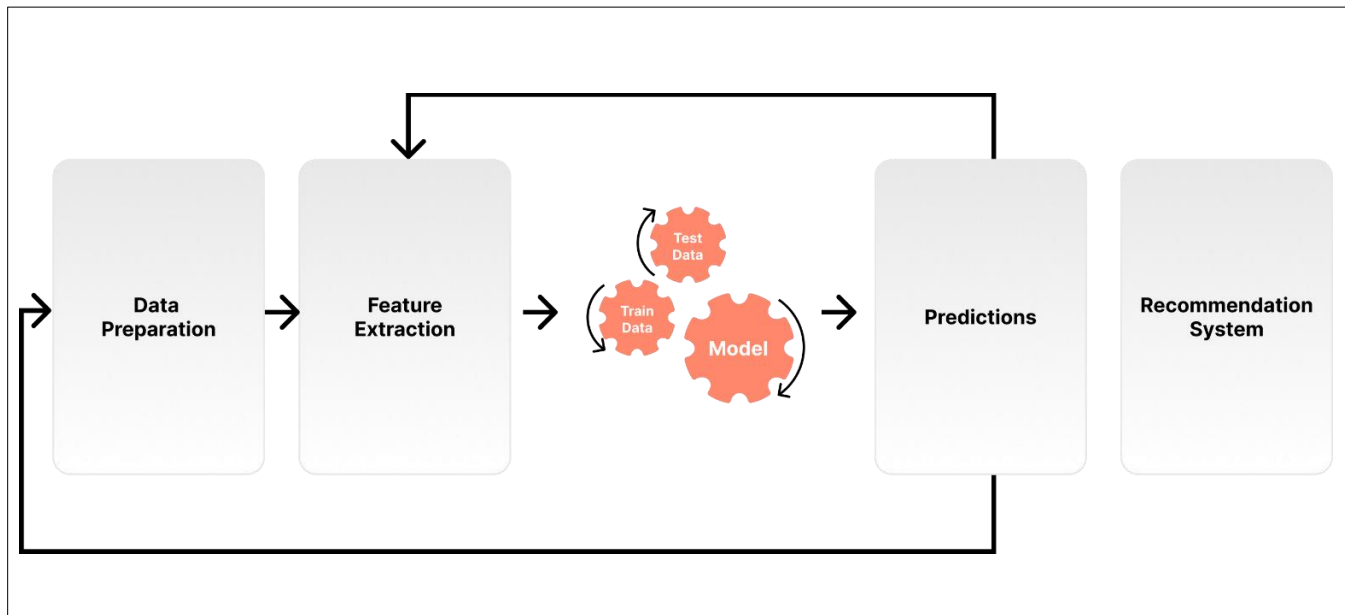 Data
Preparation
Feature
Extraction
Test
Data
Train
Data
Model
Predictions
Recommendation
System